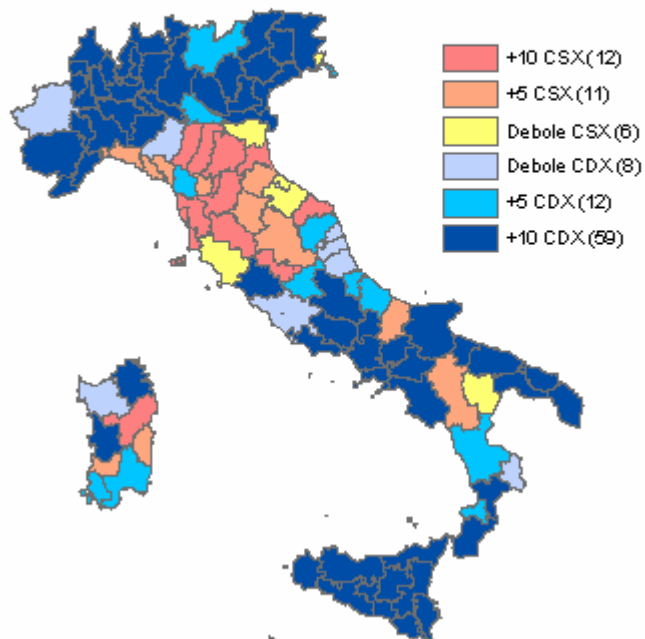 +10 CSX(12)
+5 CSX(11)
Debole CSX(6)
Debole CDX(8)
+5 CDX(12)
+10 CDX(59)